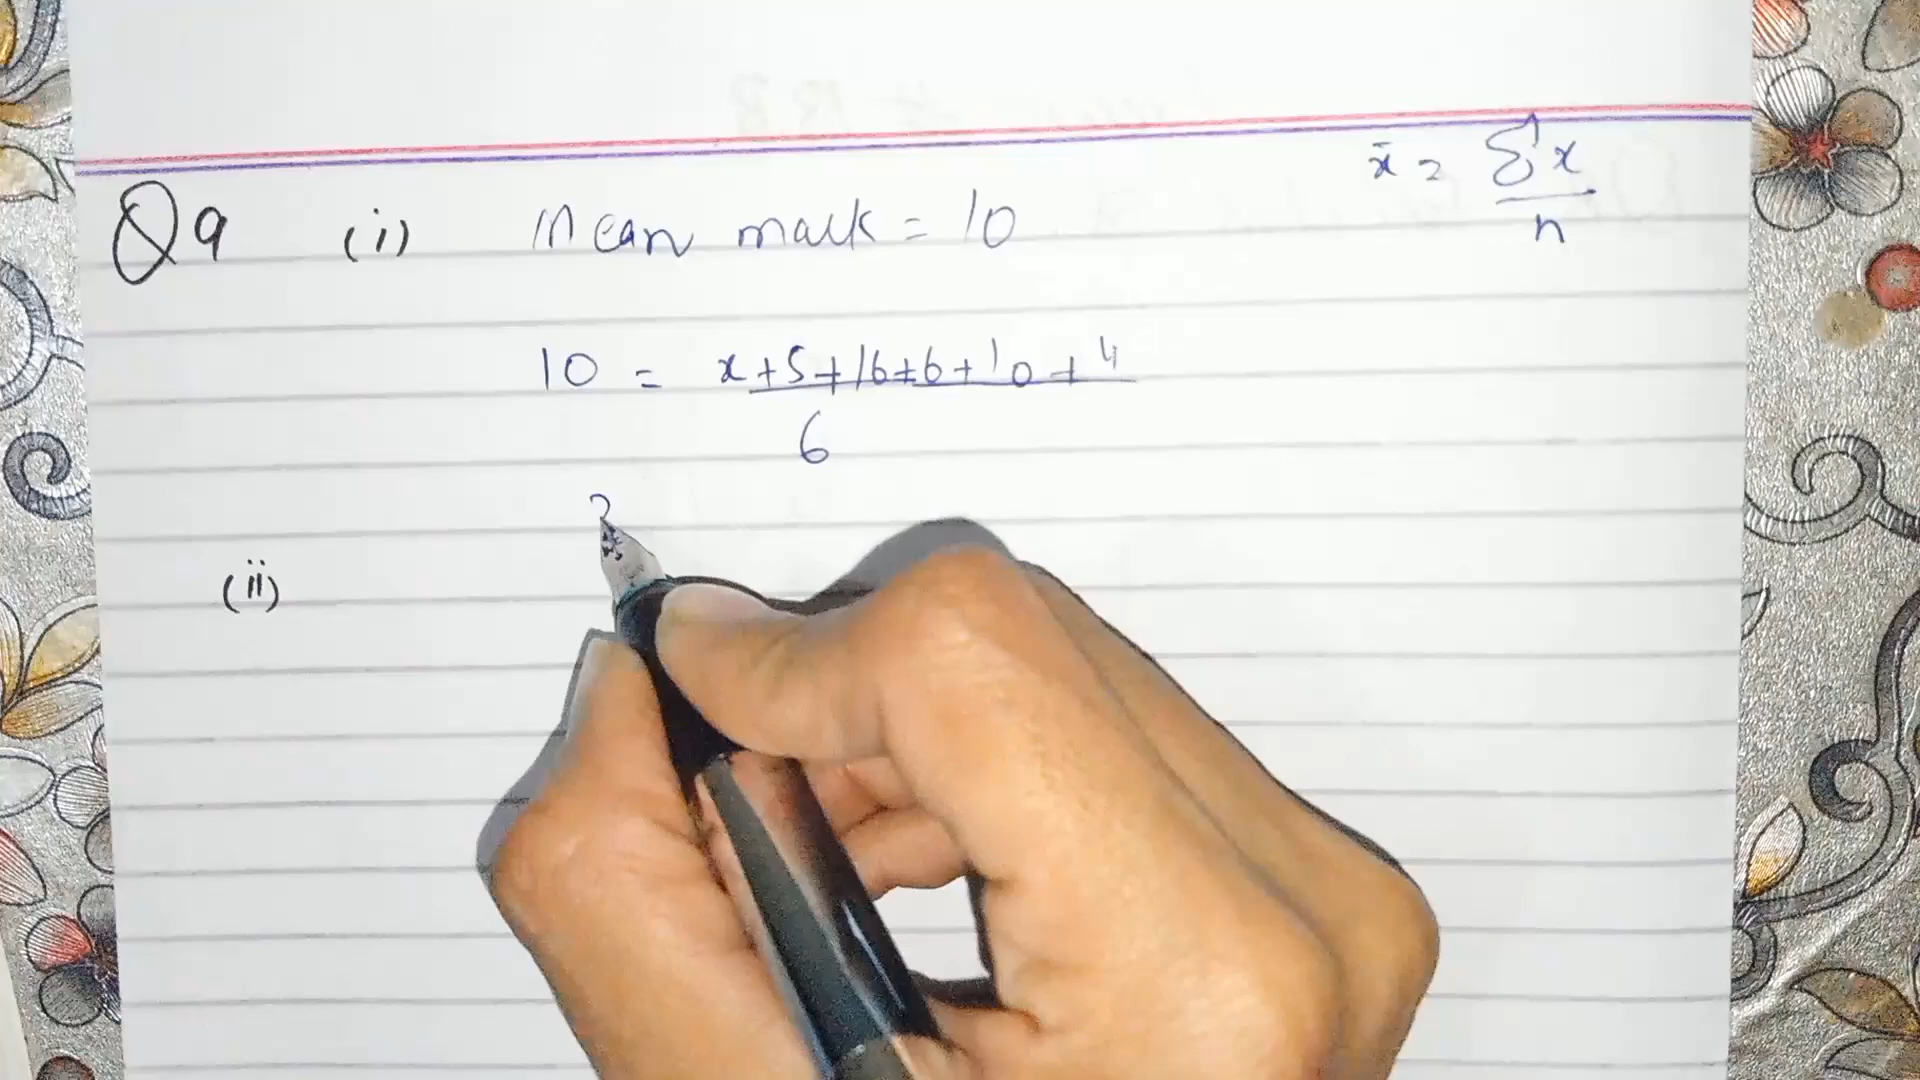 Q9 (i) Mean mark = 10
x̄ = Σx / n
10 = x+5+16+6+10+4
6
(ii)